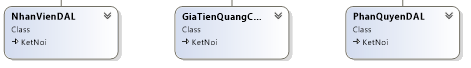 NhanVienDAL
Class
KetNoi
GiaTienQuangC...
Class
KetNoi
PhanQuyenDAL
Class
KetNoi